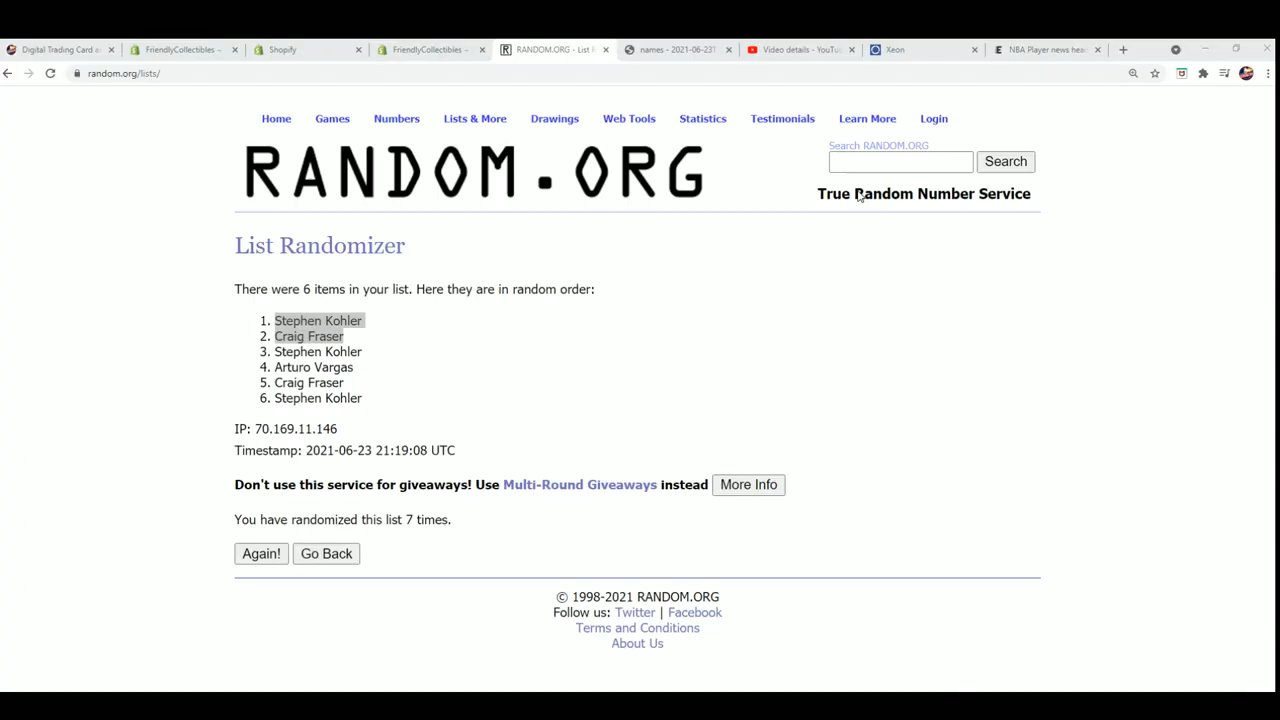 Digital Trading Card a
FriendlyCollectibles -
Shopify
FriendlyCollectibles -
RANDOM.ORG - List R
names - 2021-06-23T
Video details - YouTu
Xeon
NBA Player news hea
random.org/lists/
Home Games Numbers Lists & More Drawings Web Tools Statistics Testimonials Learn More Login
RANDOM.ORG
Search RANDOM.ORG
Search
True Random Number Service
List Randomizer
There were 6 items in your list. Here they are in random order:
1. Stephen Kohler
2. Craig Fraser
3. Stephen Kohler
4. Arturo Vargas
5. Craig Fraser
6. Stephen Kohler
IP: 70.169.11.146
Timestamp: 2021-06-23 21:19:08 UTC
Don't use this service for giveaways! Use Multi-Round Giveaways instead More Info
You have randomized this list 7 times.
Again! Go Back
© 1998-2021 RANDOM.ORG
Follow us: Twitter | Facebook
Terms and Conditions
About Us